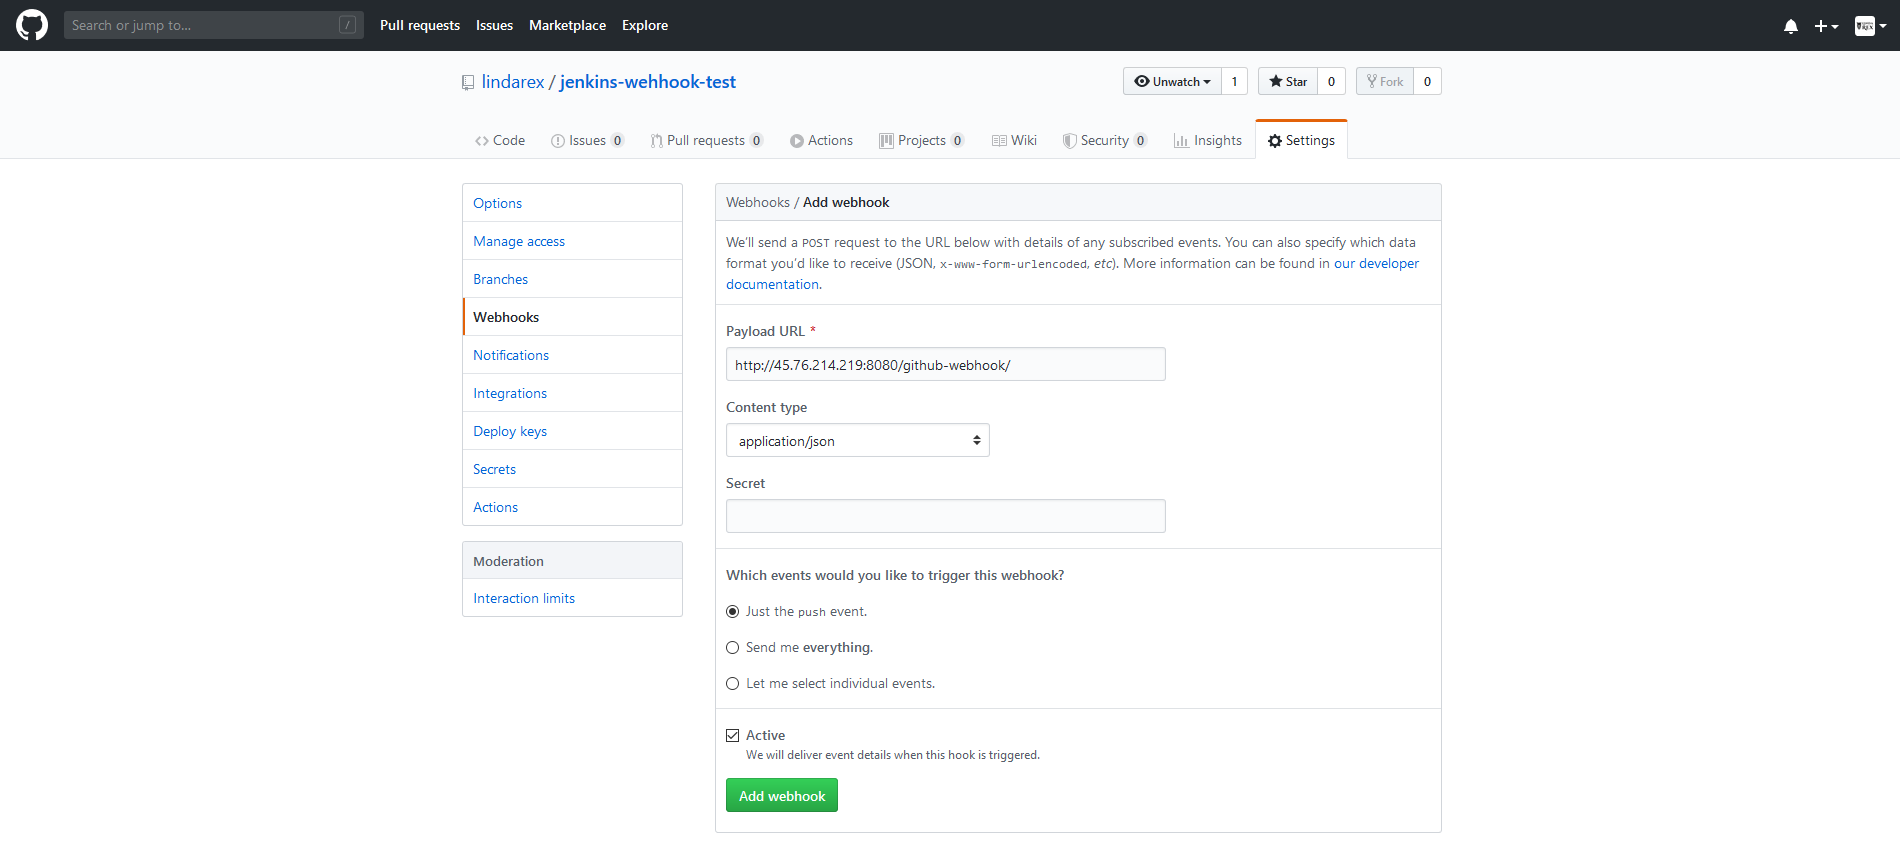 Search or jump to... /
Pull requests Issues Marketplace Explore
lindarex / jenkins-wehhook-test
Unwatch 1 Star 0 Fork 0
Code Issues 0 Pull requests 0 Actions Projects 0 Wiki Security 0 Insights Settings
Options
Manage access
Branches
Webhooks
Notifications
Integrations
Deploy keys
Secrets
Actions
Moderation
Interaction limits
Webhooks / Add webhook
We'll send a POST request to the URL below with details of any subscribed events. You can also specify which data
format you'd like to receive (JSON, x-www-form-urlencoded, etc). More information can be found in our developer
documentation.
Payload URL *
http://45.76.214.219:8080/github-webhook/
Content type
application/json
Secret
Which events would you like to trigger this webhook?
Just the push event.
Send me everything.
Let me select individual events.
Active
We will deliver event details when this hook is triggered.
Add webhook